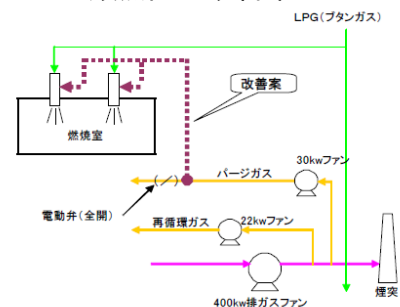 LPG(ブタンガス)
改善案
燃焼室
30kwファン
パージガス
電動弁(全開)
再循環ガス
22kwファン
400kw排ガスファン
煙突